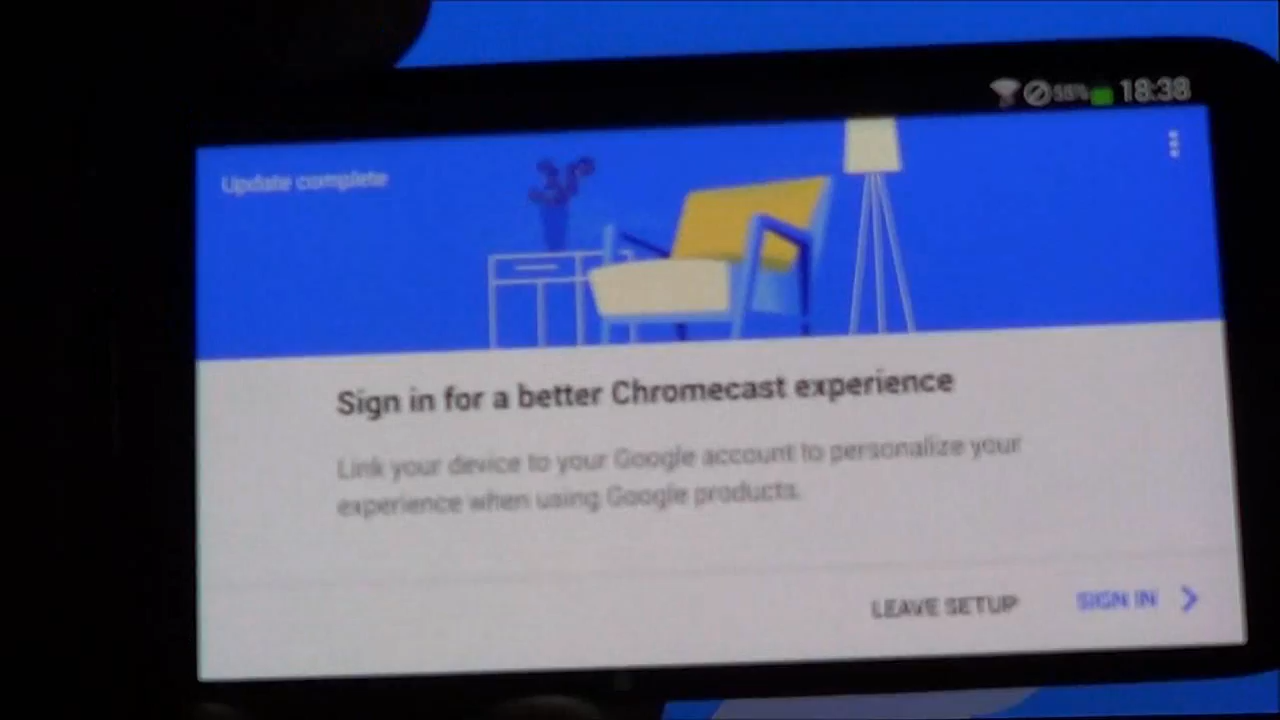 58% 18:38
Update complete
Sign in for a better Chromecast experience
Link your device to your Google account to personalize your
experience when using Google products.
LEAVE SETUP SIGN IN